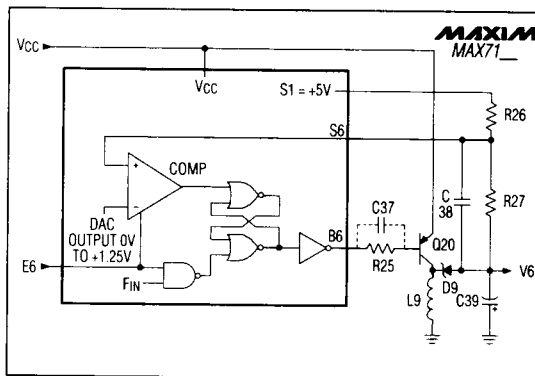 MAXIM
MAX71__
VCC
VCC
S1 = +5V
R26
S6
+
COMP
C
38
R27
−
DAC
OUTPUT 0V
TO +1.25V
C37
B6
Q20
R25
E6
FIN
V6
D9
L9
C39
+